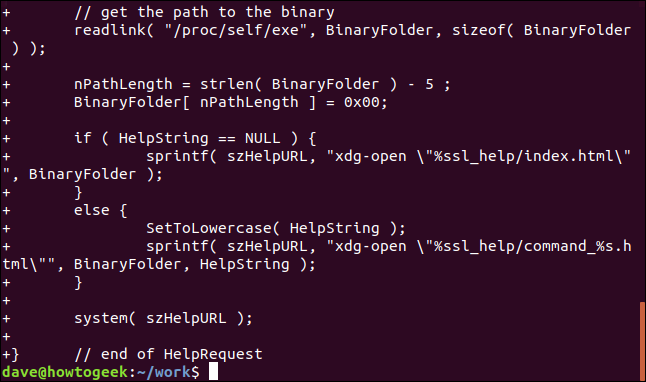 +       // get the path to the binary
+       readlink( "/proc/self/exe", BinaryFolder, sizeof( BinaryFolder
 ) );
+
+       nPathLength = strlen( BinaryFolder ) - 5 ;
+       BinaryFolder[ nPathLength ] = 0x00;
+
+       if ( HelpString == NULL ) {
+               sprintf( szHelpURL, "xdg-open \"%ssl_help/index.html\"
", BinaryFolder );
+       }
+       else {
+               SetToLowercase( HelpString );
+               sprintf( szHelpURL, "xdg-open \"%ssl_help/command_%s.h
tml\"", BinaryFolder, HelpString );
+       }
+
+       system( szHelpURL );
+
+}      // end of HelpRequest
dave@howtogeek:~/work$